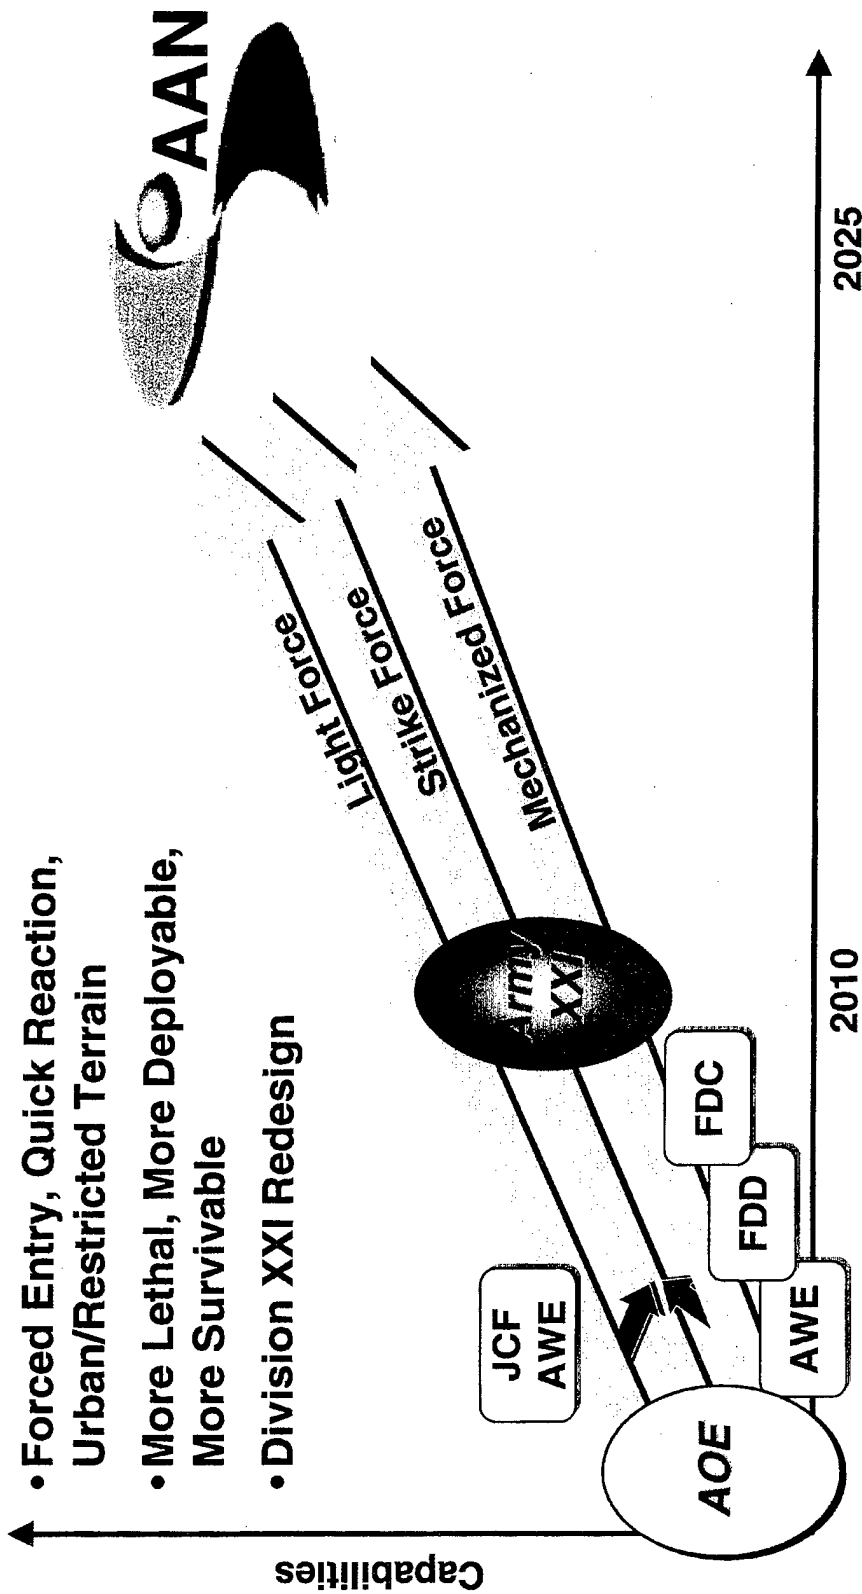 • Forced Entry, Quick Reaction,
Urban/Restricted Terrain
• More Lethal, More Deployable,
More Survivable
• Division XXI Redesign
AAN
Light Force
Strike Force
Mechanized Force
Army
XXI
JCF
AWE
FDC
FDD
AWE
AOE
Capabilities
2010
2025